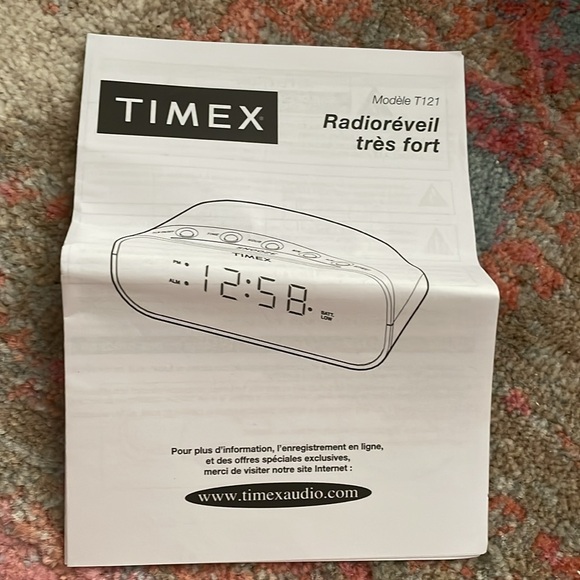 TIMEX
Modèle T121
Radioréveil
très fort
TIMEX
PM
ALM
12:58
BATT.
LOW
Pour plus d'information, l'enregistrement en ligne,
et des offres spéciales exclusives,
merci de visiter notre site Internet :
www.timexaudio.com